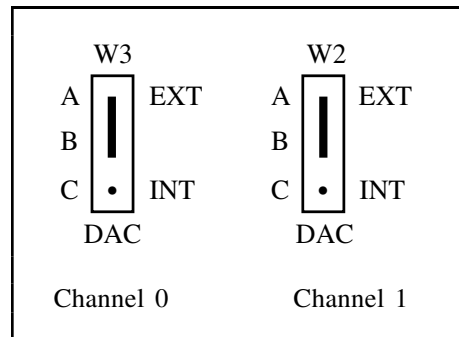 W3 W2
A EXT A EXT
B B
C INT C INT
DAC DAC
Channel 0 Channel 1